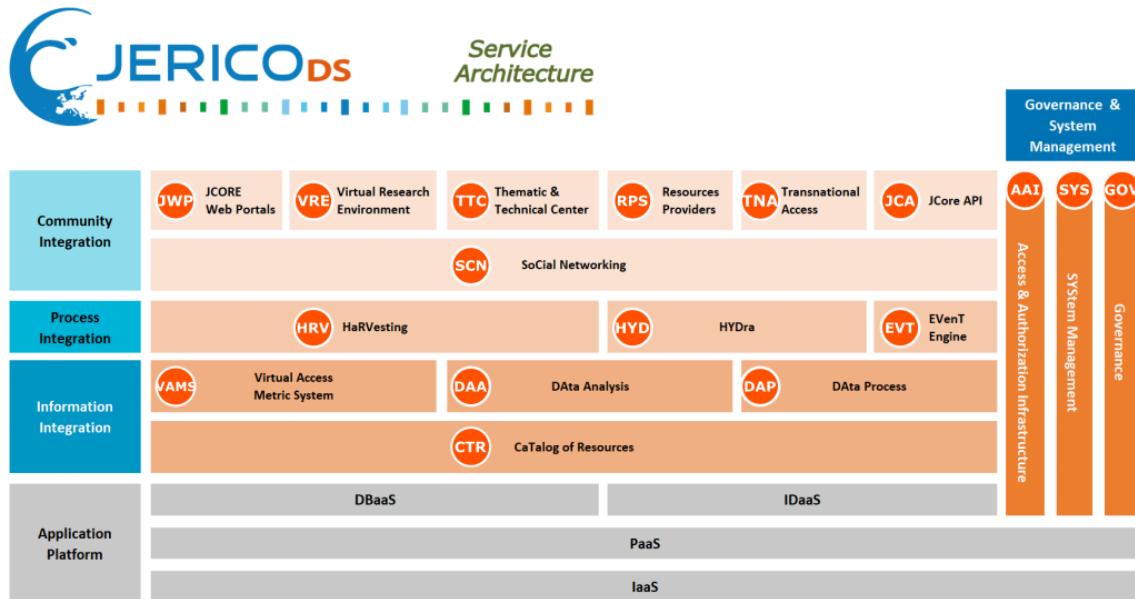 JERICO DS
Service
Architecture
Governance &
System
Management
Community
Integration
JWP
JCORE
Web Portals
VRE
Virtual Research
Environment
TTC
Thematic &
Technical Center
RPS
Resources
Providers
TNA
Transnational
Access
JCA
JCore API
SCN
SoCial Networking
AAI
Access & Authorization Infrastructure
SYS
SYStem Management
GOV
Governance
Process
Integration
HRV
HaRVesting
HYD
HYDra
EVT
EVenT
Engine
Information
Integration
VAMS
Virtual Access
Metric System
DAA
DAta Analysis
DAP
DAta Process
CTR
CaTalog of Resources
Application
Platform
DBaaS
IDaaS
PaaS
IaaS